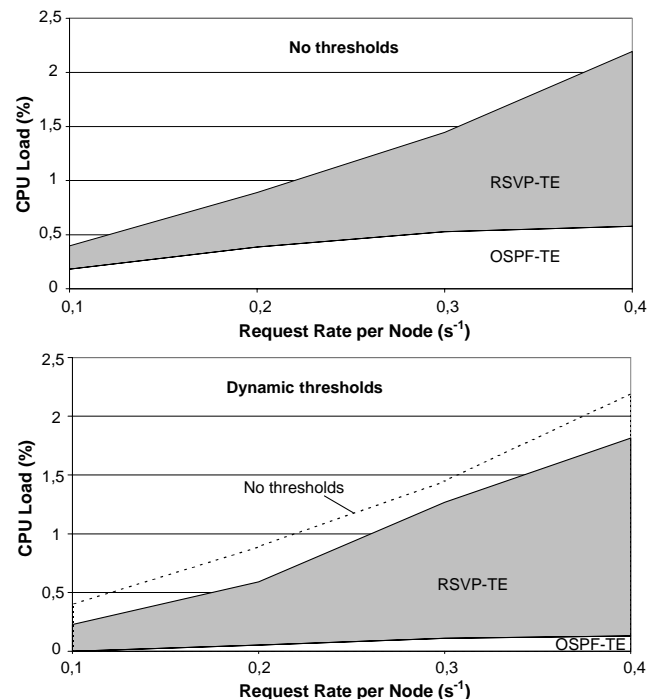 2,5
No thresholds
2
1,5
CPU Load (%)
1
RSVP-TE
0,5
OSPF-TE
0
0,1 0,2 0,3 0,4
Request Rate per Node (s-1)
2,5
Dynamic thresholds
2
1,5
No thresholds
CPU Load (%)
1
RSVP-TE
0,5
OSPF-TE
0
0,1 0,2 0,3 0,4
Request Rate per Node (s-1)